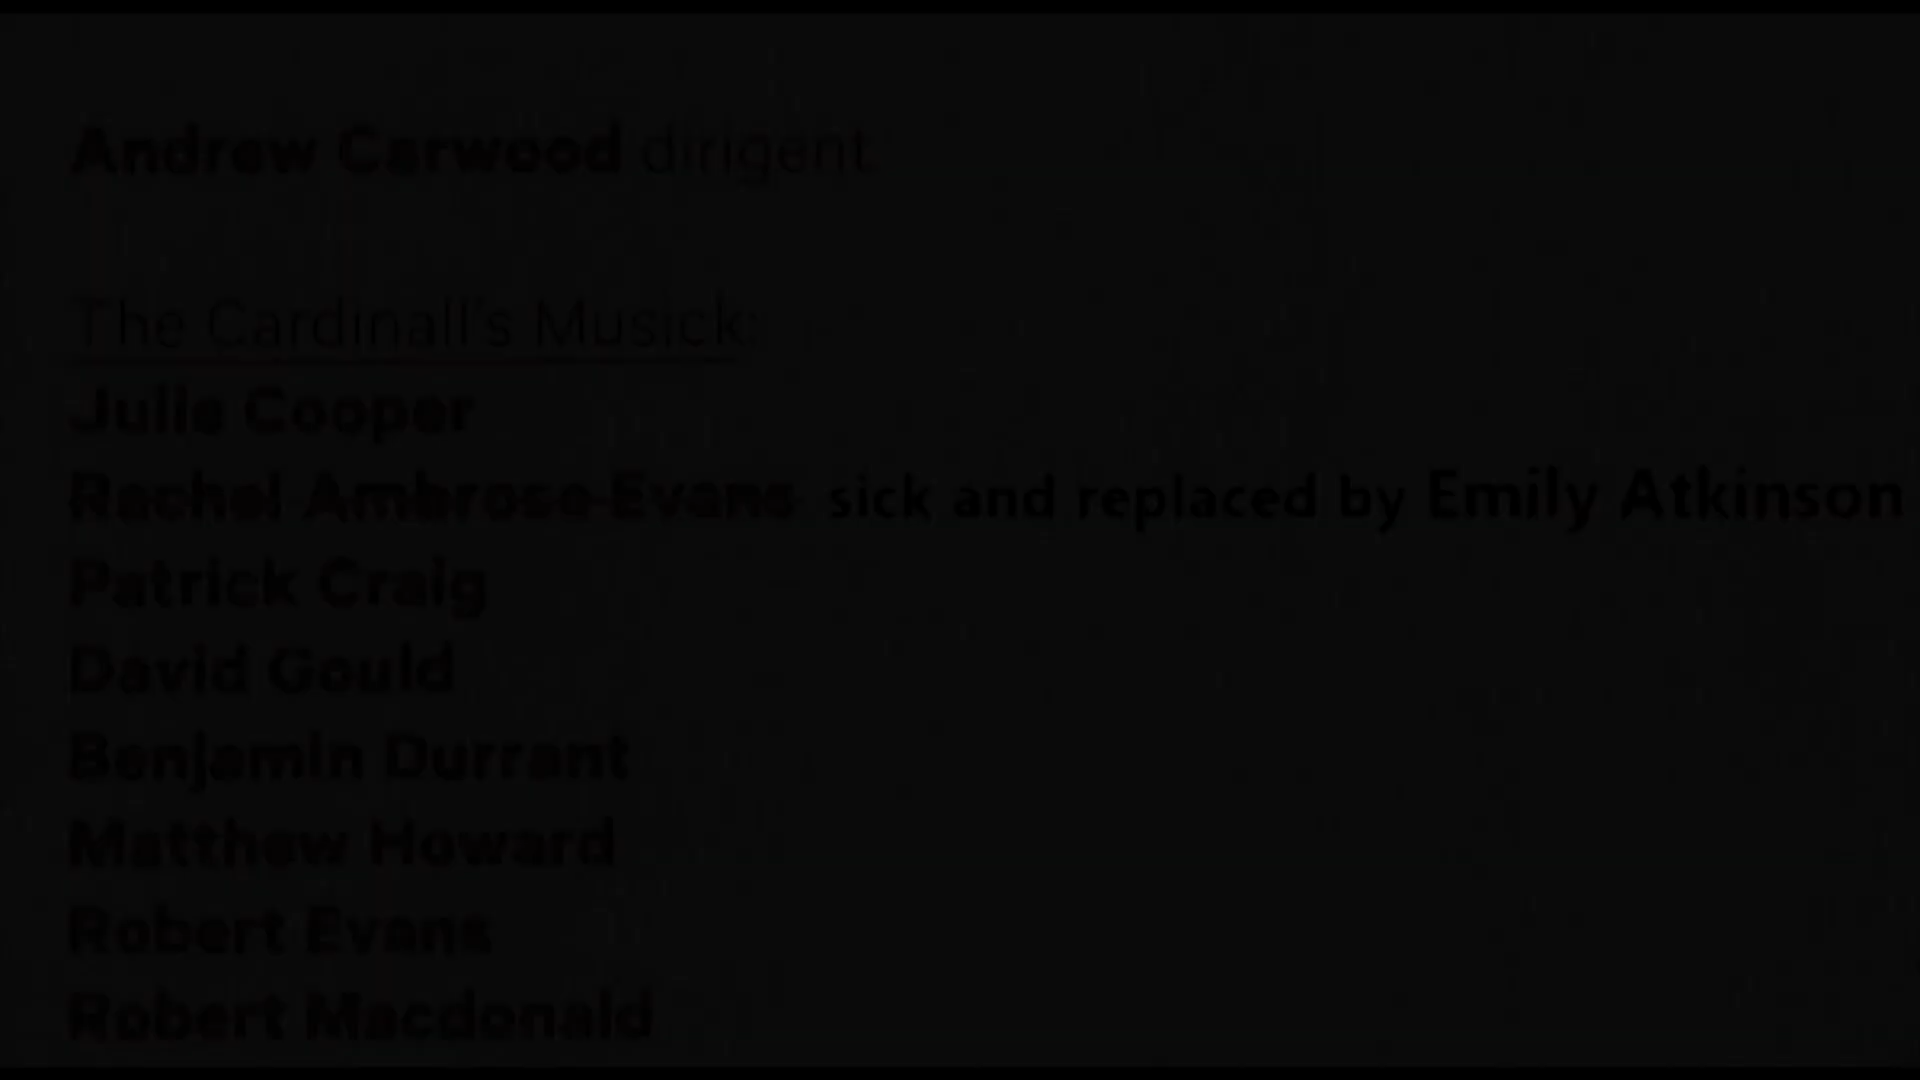 Andrew Carwood dirigent
The Cardinall's Musick:
Julie Cooper
Rachel Ambrose Evans sick and replaced by Emily Atkinson
Patrick Craig
David Gould
Benjamin Durrant
Matthew Howard
Robert Evans
Robert Macdonald